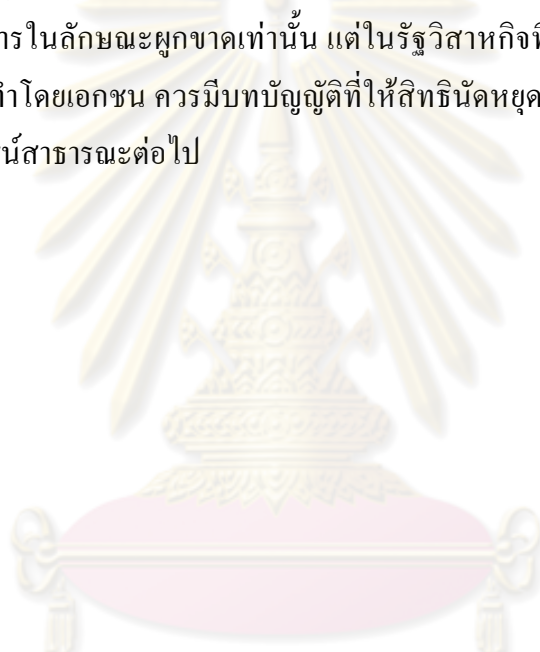 ารในลักษณะผูกขาดเท่านั้น แต่ในรัฐวิสาหกิจที
ทำโดยเอกชน ควรมีบทบัญญัติที่ให้สิทธินัดหยุด
ชน์สาธารณะต่อไป